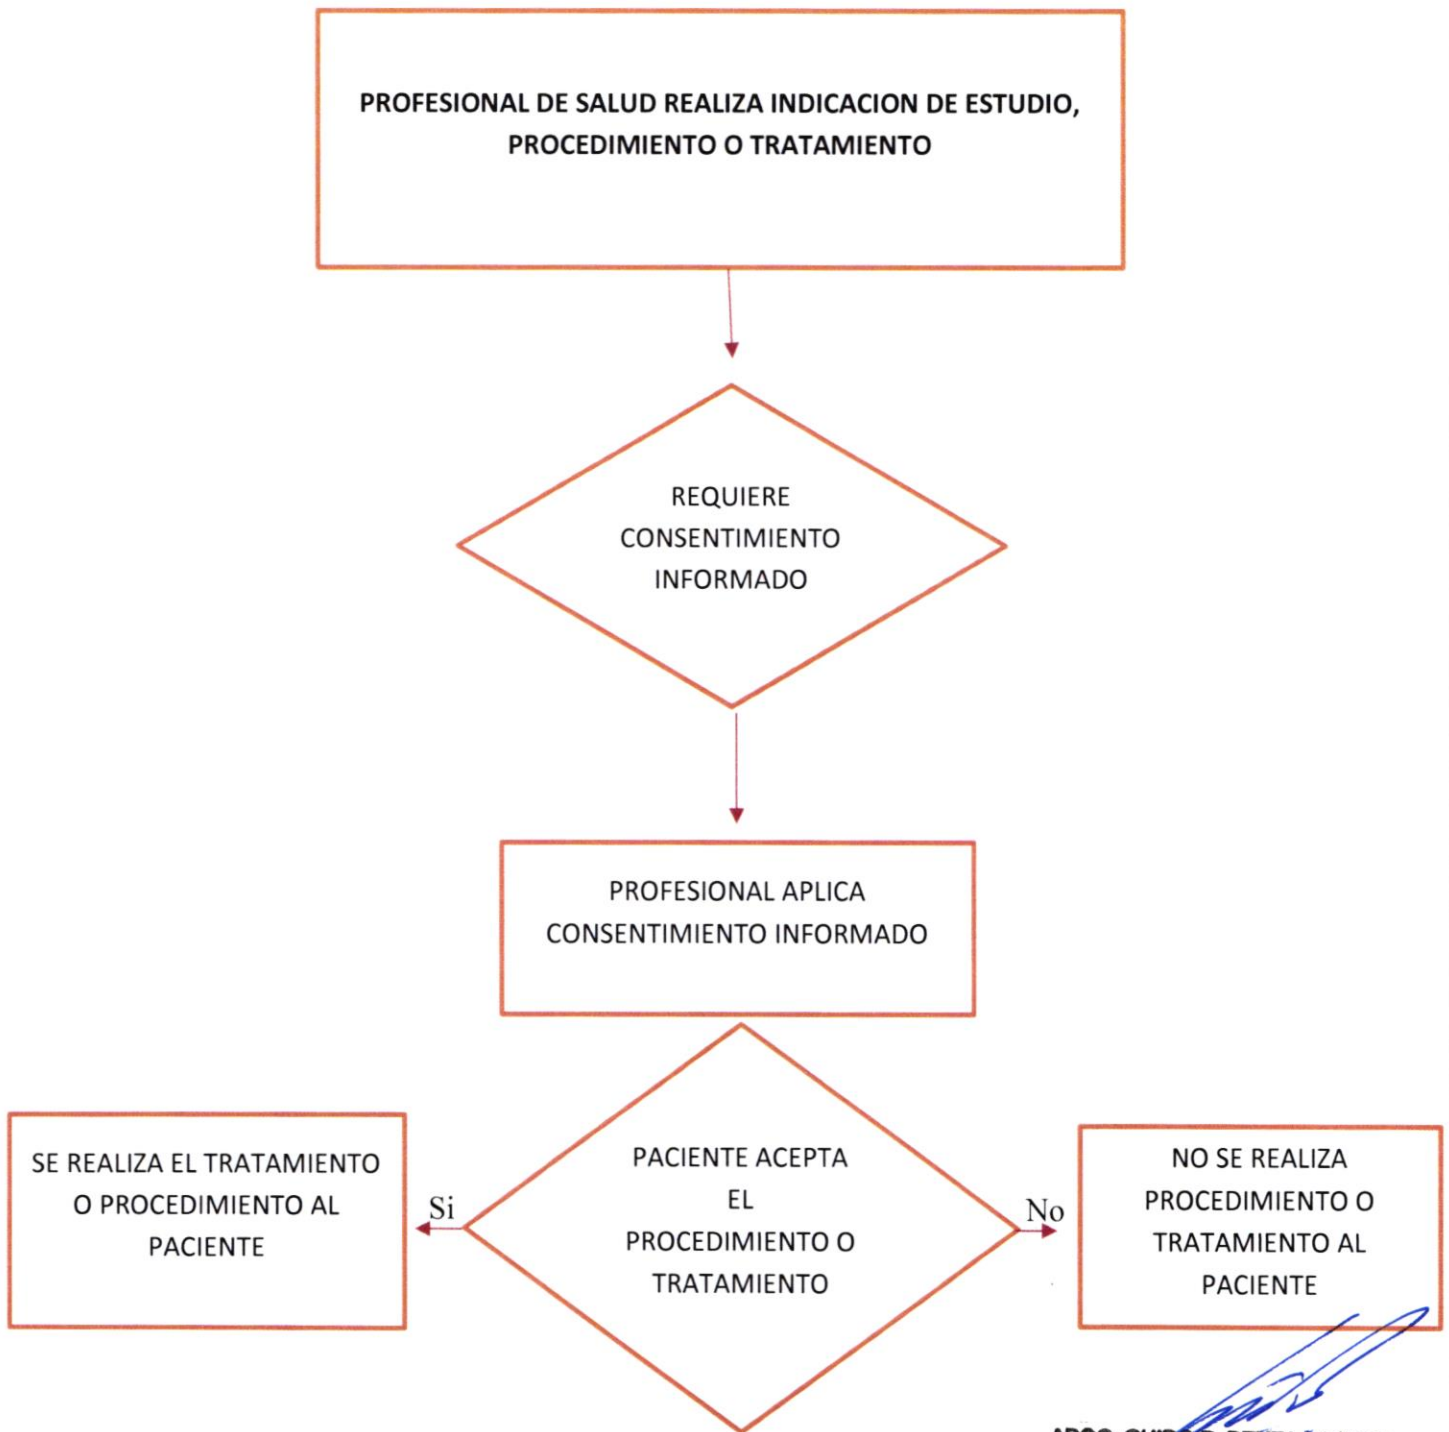 PROFESIONAL DE SALUD REALIZA INDICACION DE ESTUDIO,
PROCEDIMIENTO O TRATAMIENTO
REQUIERE
CONSENTIMIENTO
INFORMADO
PROFESIONAL APLICA
CONSENTIMIENTO INFORMADO
PACIENTE ACEPTA
EL
PROCEDIMIENTO O
TRATAMIENTO
Si
SE REALIZA EL TRATAMIENTO
O PROCEDIMIENTO AL
PACIENTE
No
NO SE REALIZA
PROCEDIMIENTO O
TRATAMIENTO AL
PACIENTE